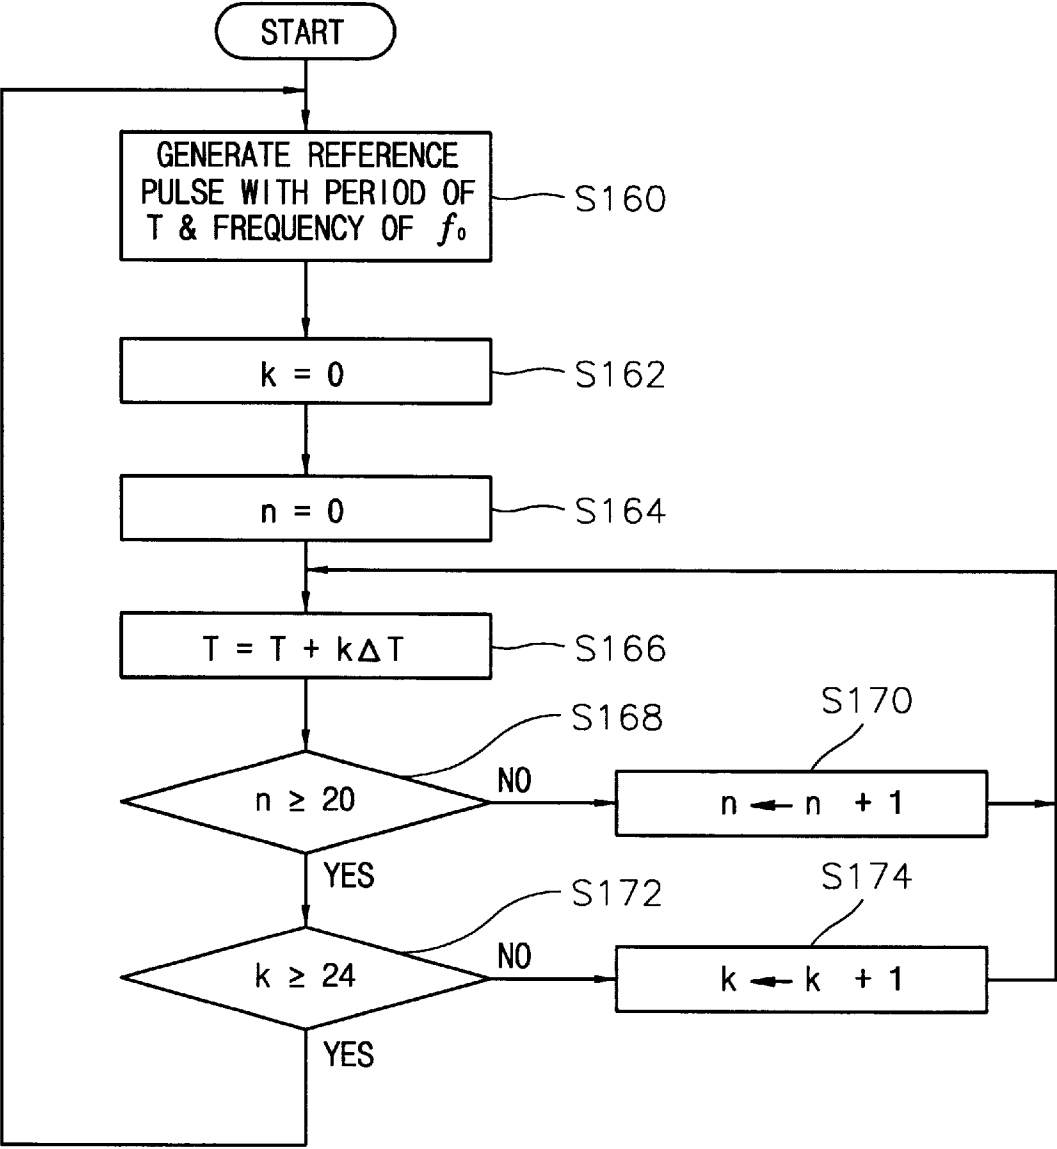 START
GENERATE REFERENCE
PULSE WITH PERIOD OF
T & FREQUENCY OF f₀
S160
k = 0
S162
n = 0
S164
T = T + kΔT
S166
S168
n ≥ 20
NO
YES
S170
n ← n + 1
S172
k ≥ 24
NO
YES
S174
k ← k + 1